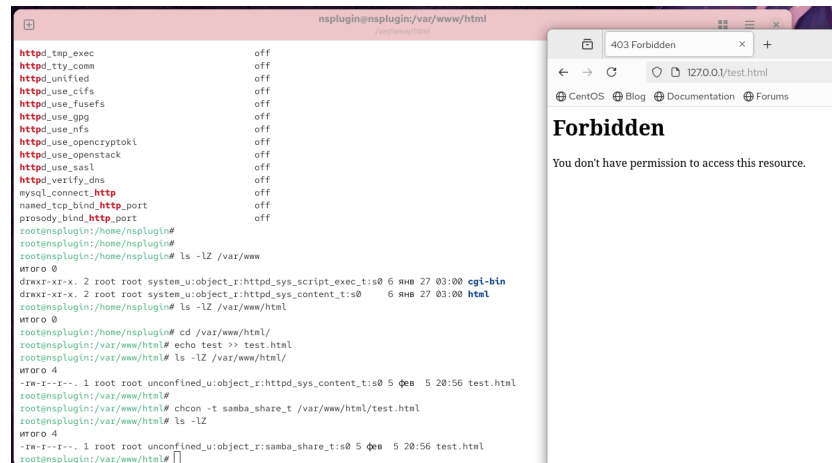 nsplugin@nsplugin:/var/www/html
/var/www/html
httpd_tmp_exec off
httpd_tty_comm off
httpd_unified off
httpd_use_cifs off
httpd_use_fusefs off
httpd_use_gpg off
httpd_use_nfs off
httpd_use_opencryptoki off
httpd_use_openstack off
httpd_use_sasl off
httpd_verify_dns off
mysql_connect_http off
named_tcp_bind_http_port off
prosody_bind_http_port off
root@nsplugin:/home/nsplugin#
root@nsplugin:/home/nsplugin#
root@nsplugin:/home/nsplugin# ls -lZ /var/www
итого 0
drwxr-xr-x. 2 root root system_u:object_r:httpd_sys_script_exec_t:s0 6 янв 27 03:00 cgi-bin
drwxr-xr-x. 2 root root system_u:object_r:httpd_sys_content_t:s0 6 янв 27 03:00 html
root@nsplugin:/home/nsplugin# ls -lZ /var/www/html
итого 0
root@nsplugin:/home/nsplugin# cd /var/www/html/
root@nsplugin:/var/www/html# echo test >> test.html
root@nsplugin:/var/www/html# ls -lZ /var/www/html/
итого 4
-rw-r--r--. 1 root root unconfined_u:object_r:httpd_sys_content_t:s0 5 фев 5 20:56 test.html
root@nsplugin:/var/www/html#
root@nsplugin:/var/www/html# chcon -t samba_share_t /var/www/html/test.html
root@nsplugin:/var/www/html# ls -lZ
итого 4
-rw-r--r--. 1 root root unconfined_u:object_r:samba_share_t:s0 5 фев 5 20:56 test.html
root@nsplugin:/var/www/html#
403 Forbidden
127.0.0.1/test.html
CentOS Blog Documentation Forums
Forbidden
You don't have permission to access this resource.